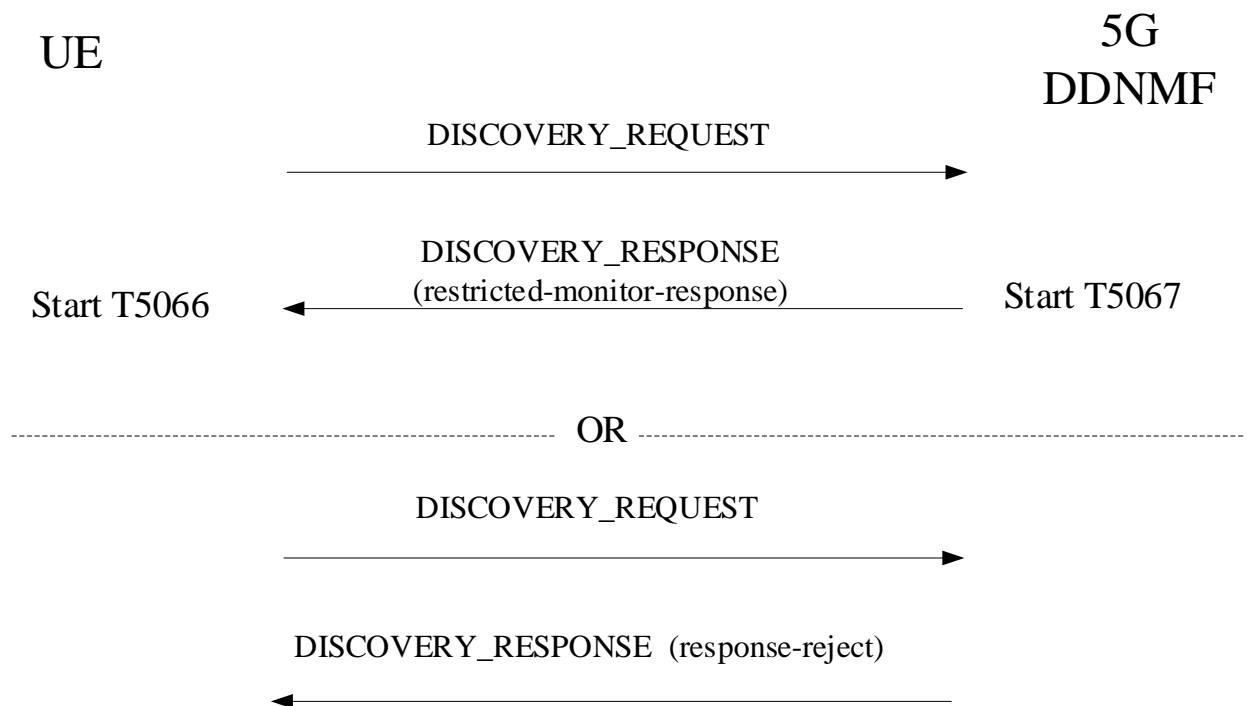 UE
5G
DDNMF
DISCOVERY_REQUEST
DISCOVERY_RESPONSE
(restricted-monitor-response)
Start T5066
Start T5067
OR
DISCOVERY_REQUEST
DISCOVERY_RESPONSE (response-reject)